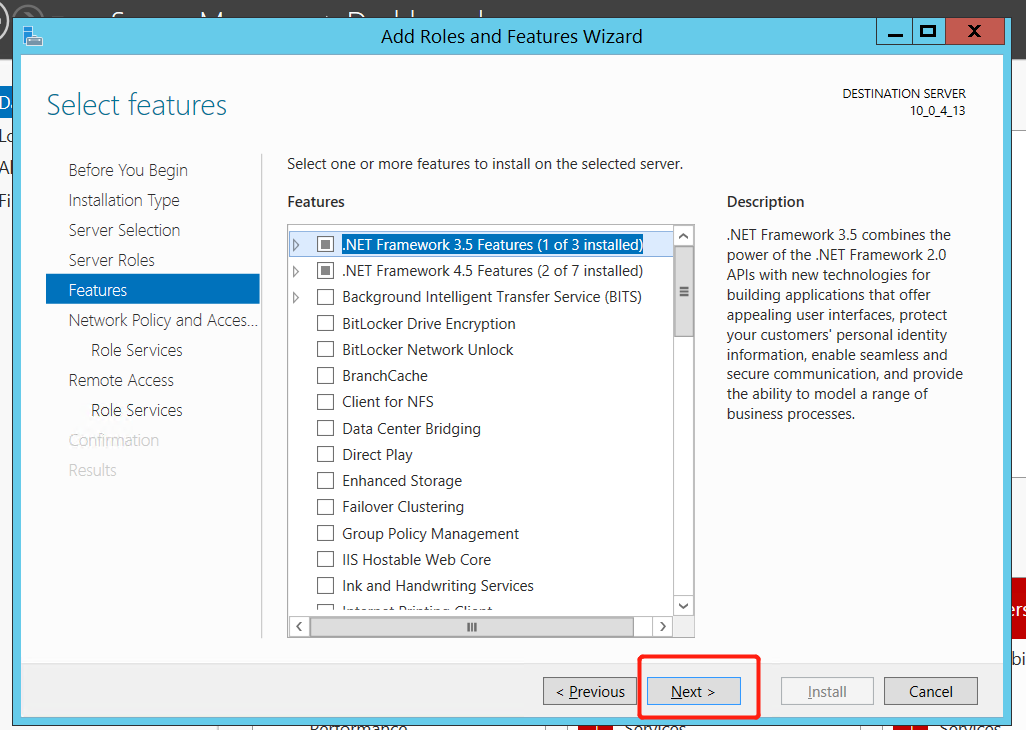 Add Roles and Features Wizard
Select features
DESTINATION SERVER
10_0_4_13
Before You Begin
Installation Type
Server Selection
Server Roles
Features
Network Policy and Acces...
Role Services
Remote Access
Role Services
Confirmation
Results
Select one or more features to install on the selected server.
Features
.NET Framework 3.5 Features (1 of 3 installed)
.NET Framework 4.5 Features (2 of 7 installed)
Background Intelligent Transfer Service (BITS)
BitLocker Drive Encryption
BitLocker Network Unlock
BranchCache
Client for NFS
Data Center Bridging
Direct Play
Enhanced Storage
Failover Clustering
Group Policy Management
IIS Hostable Web Core
Ink and Handwriting Services
Internet Printing Client
Description
.NET Framework 3.5 combines the
power of the .NET Framework 2.0
APIs with new technologies for
building applications that offer
appealing user interfaces, protect
your customers' personal identity
information, enable seamless and
secure communication, and provide
the ability to model a range of
business processes.
< Previous
Next >
Install
Cancel
Performance
Services
Services